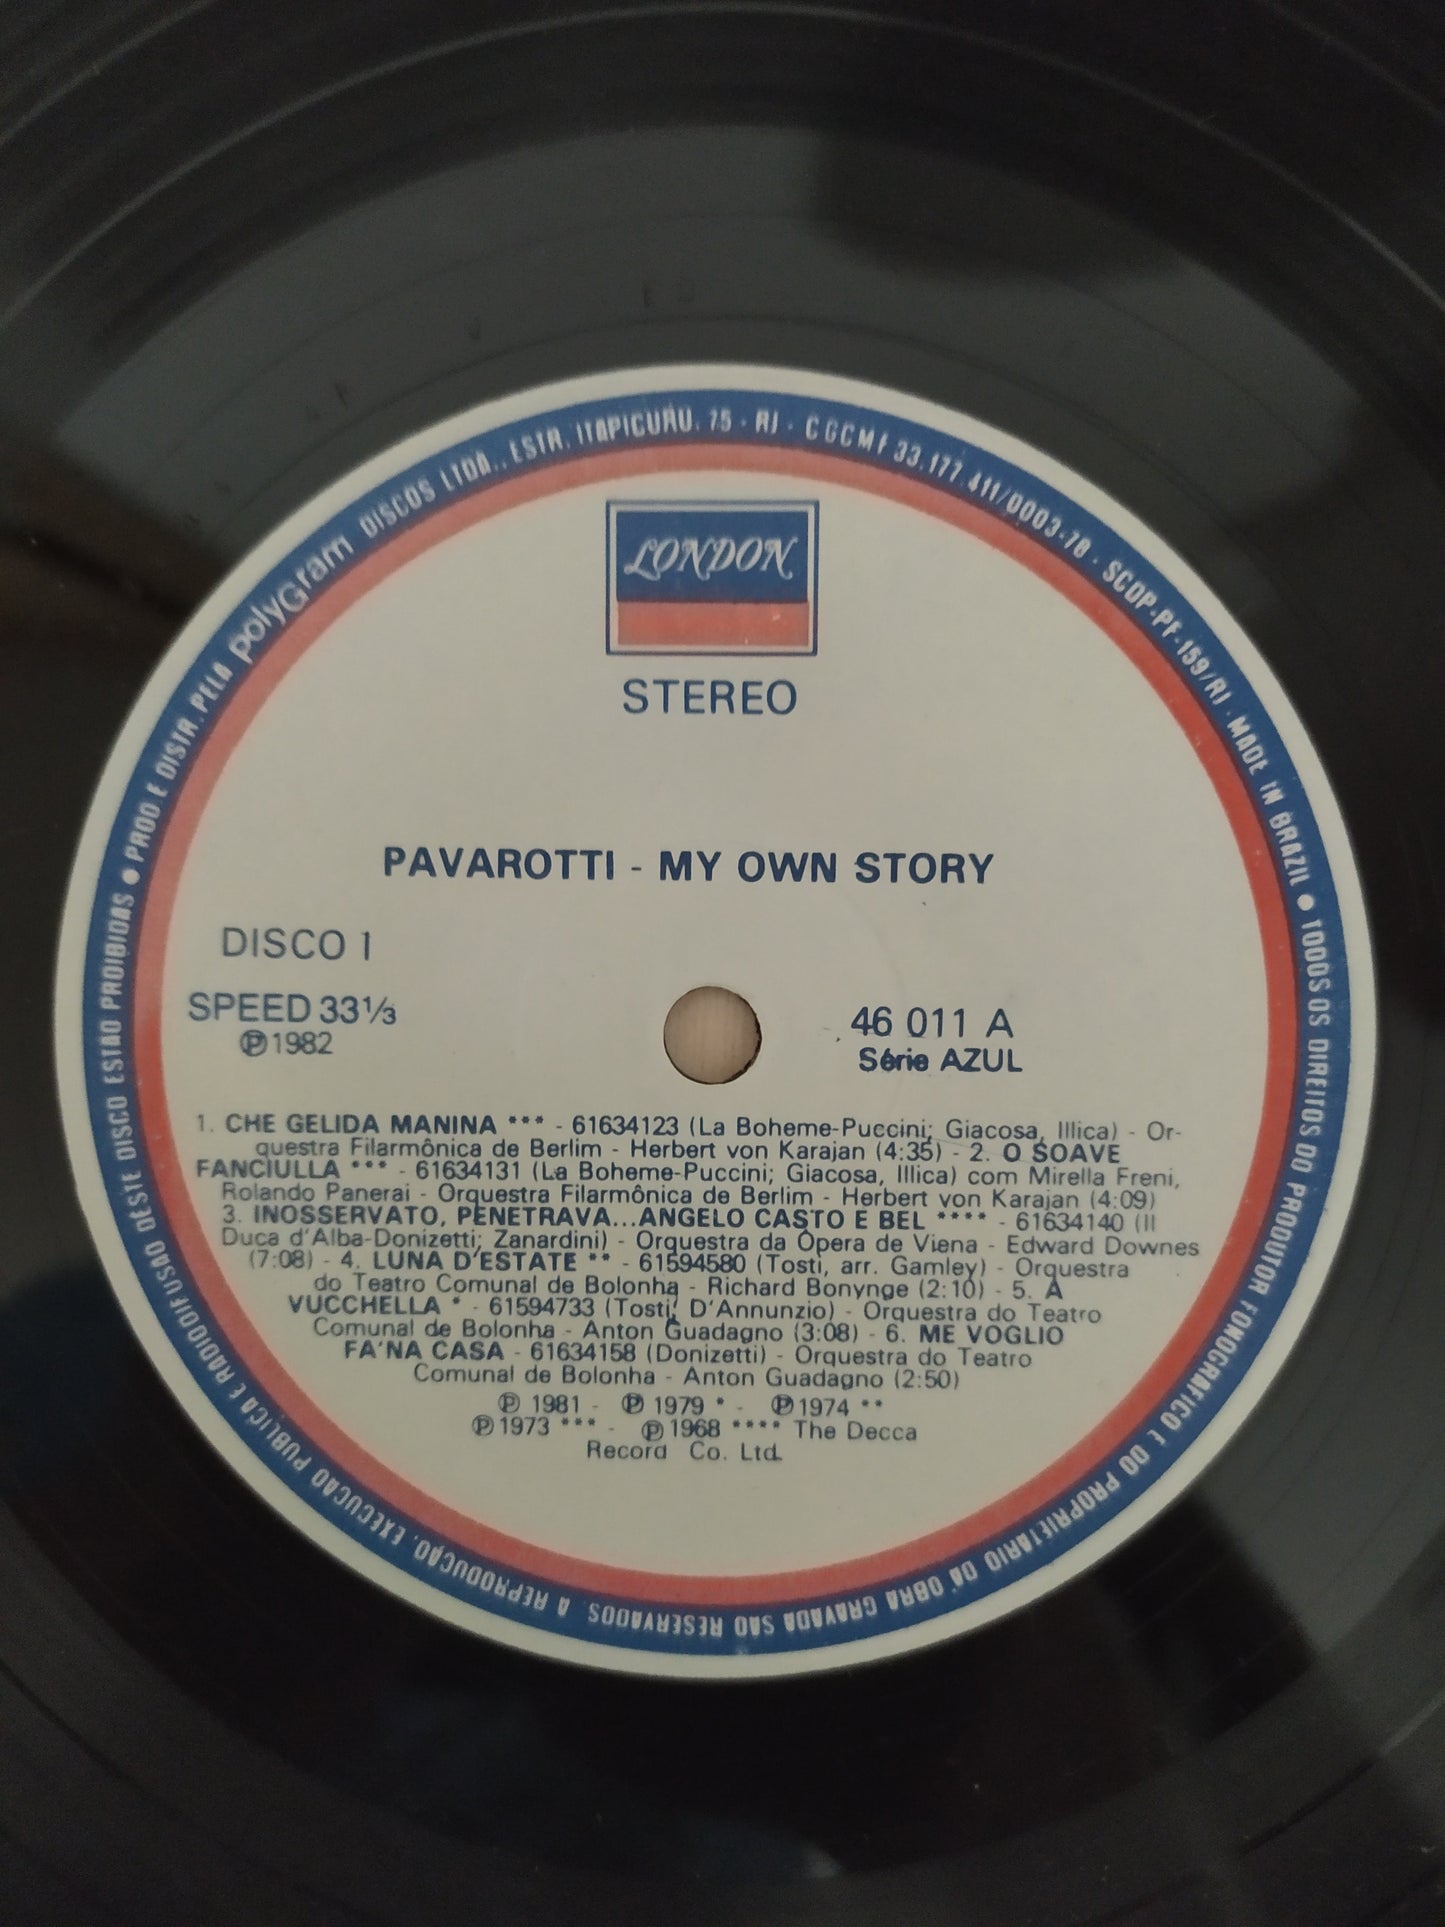 PROD. E DISTR. PELA polyGram DISCOS LTDA., ESTR. ITAPICURU, 75 - RJ - CGCMF 33.177.411/0003-70 - SCDP-PF-159/RJ - MADE IN BRAZIL
LONDON
STEREO
PAVAROTTI - MY OWN STORY
DISCO 1
SPEED 33⅓
℗ 1982
46 011 A
Série AZUL
1. CHE GELIDA MANINA *** - 61634123 (La Boheme-Puccini; Giacosa, Illica) - Or-
questra Filarmônica de Berlim - Herbert von Karajan (4:35) - 2. O SOAVE
FANCIULLA *** - 61634131 (La Boheme-Puccini; Giacosa, Illica) com Mirella Freni,
Rolando Panerai - Orquestra Filarmônica de Berlim - Herbert von Karajan (4:09)
3. INOSSERVATO, PENETRAVA...ANGELO CASTO E BEL **** - 61634140 (Il
Duca d'Alba-Donizetti; Zanardini) - Orquestra da Ópera de Viena - Edward Downes
(7:08) - 4. LUNA D'ESTATE ** - 61594580 (Tosti, arr. Gamley) - Orquestra
do Teatro Comunal de Bolonha - Richard Bonynge (2:10) - 5. A
VUCCHELLA * - 61594733 (Tosti, D'Annunzio) - Orquestra do Teatro
Comunal de Bolonha - Anton Guadagno (3:08) - 6. ME VOGLIO
FA'NA CASA - 61634158 (Donizetti) - Orquestra do Teatro
Comunal de Bolonha - Anton Guadagno (2:50)
℗ 1981 - ℗ 1979 * - ℗ 1974 **
℗ 1973 *** - ℗ 1968 **** The Decca
Record Co. Ltd.
TODOS OS DIREITOS DO PRODUTOR FONOGRAFICO E DO PROPRIETARIO DA OBRA GRAVADA SAO RESERVADOS. A REPRODUÇAO, EXECUCAO PUBLICA E RADIODIFUSAO DESTE DISCO ESTAO PROIBIDAS